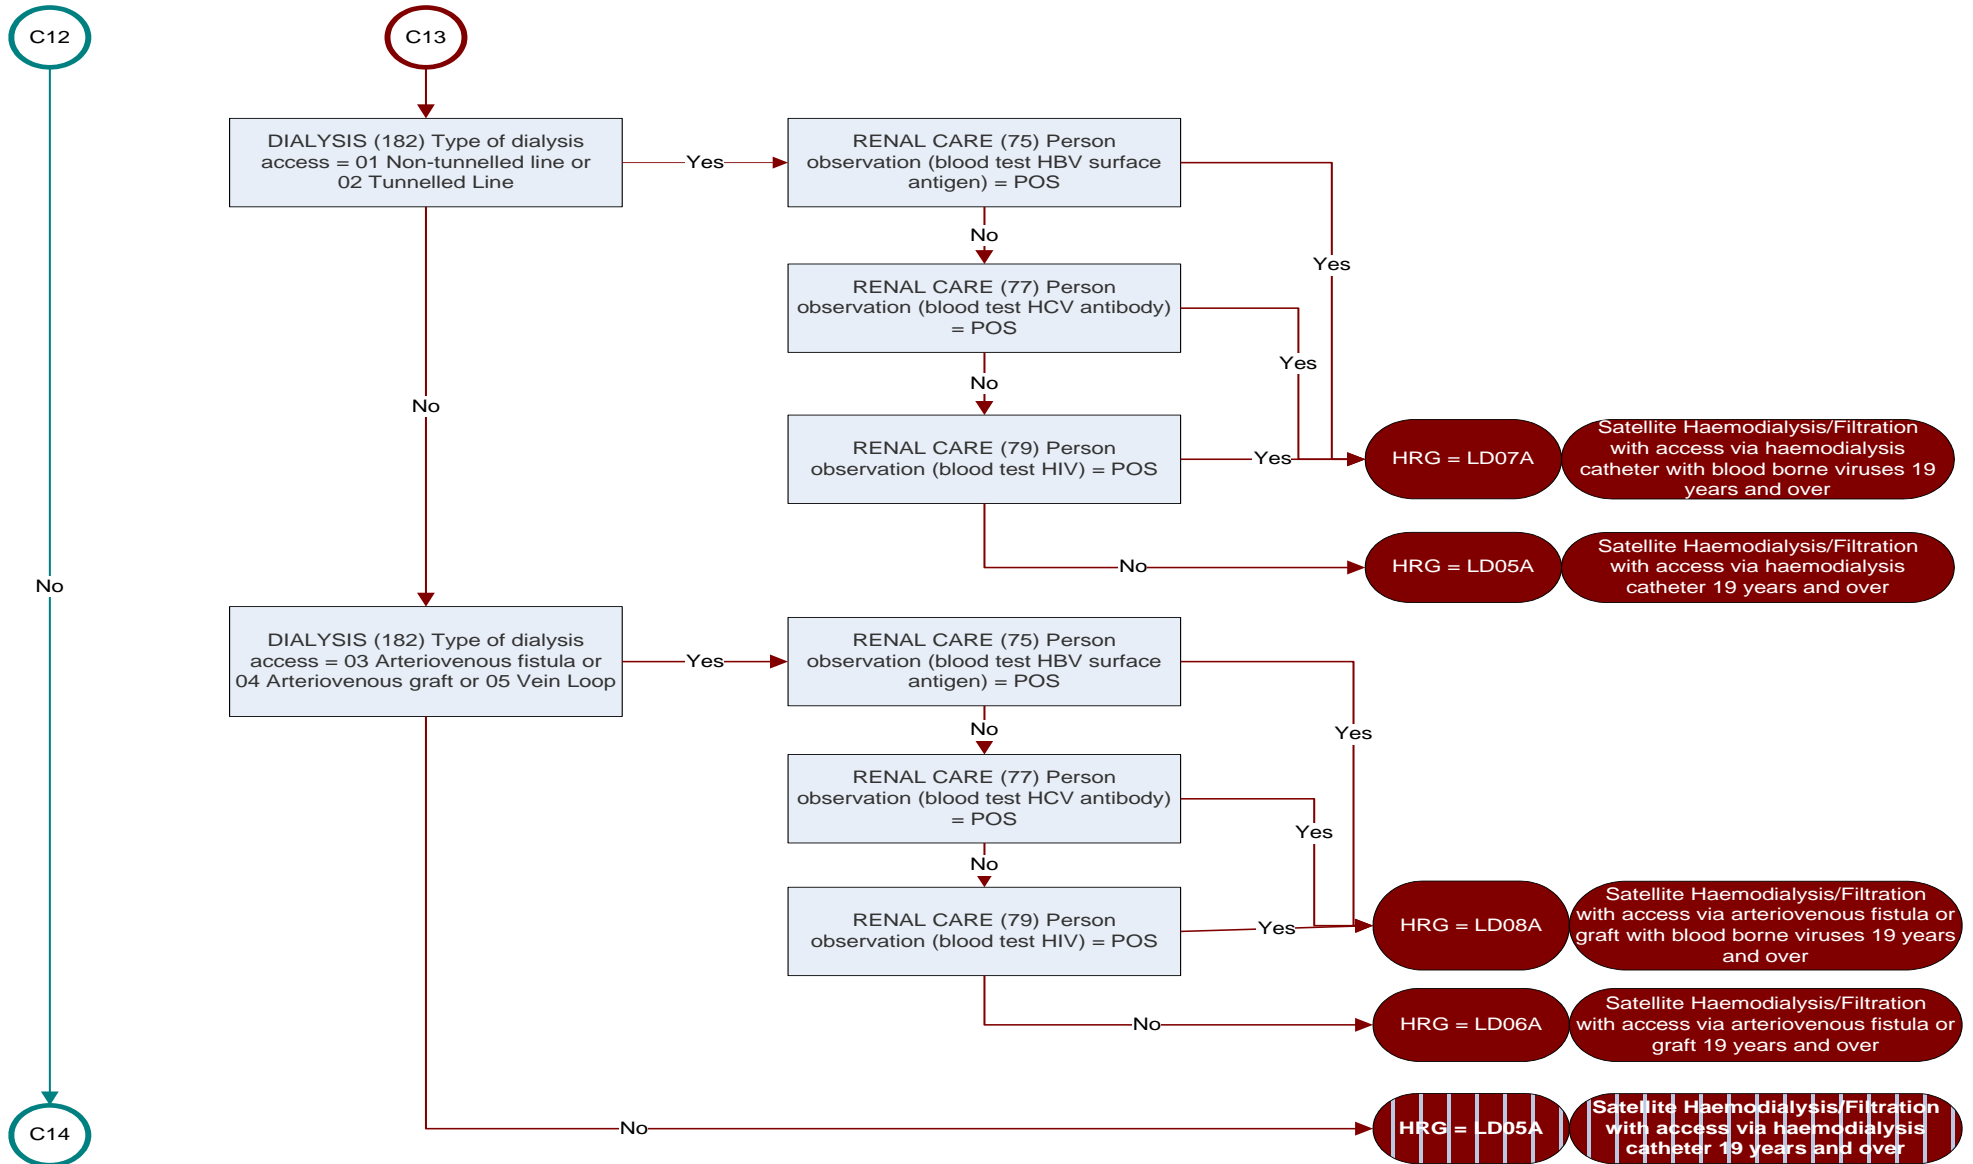 C12
C13
DIALYSIS (182) Type of dialysis
access = 01 Non-tunnelled line or
02 Tunnelled Line
Yes
RENAL CARE (75) Person
observation (blood test HBV surface
antigen) = POS
No
Yes
RENAL CARE (77) Person
observation (blood test HCV antibody)
= POS
Yes
No
No
RENAL CARE (79) Person
observation (blood test HIV) = POS
Yes
HRG = LD07A
Satellite Haemodialysis/Filtration
with access via haemodialysis
catheter with blood borne viruses 19
years and over
No
HRG = LD05A
Satellite Haemodialysis/Filtration
with access via haemodialysis
catheter 19 years and over
No
DIALYSIS (182) Type of dialysis
access = 03 Arteriovenous fistula or
04 Arteriovenous graft or 05 Vein Loop
Yes
RENAL CARE (75) Person
observation (blood test HBV surface
antigen) = POS
No
Yes
RENAL CARE (77) Person
observation (blood test HCV antibody)
= POS
Yes
No
RENAL CARE (79) Person
observation (blood test HIV) = POS
Yes
HRG = LD08A
Satellite Haemodialysis/Filtration
with access via arteriovenous fistula or
graft with blood borne viruses 19 years
and over
No
HRG = LD06A
Satellite Haemodialysis/Filtration
with access via arteriovenous fistula or
graft 19 years and over
C14
No
HRG = LD05A
Satellite Haemodialysis/Filtration
with access via haemodialysis
catheter 19 years and over